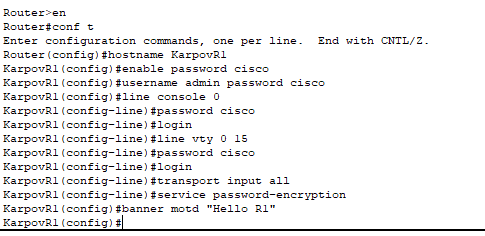 Router>en
Router#conf t
Enter configuration commands, one per line.  End with CNTL/Z.
Router(config)#hostname KarpovR1
KarpovR1(config)#enable password cisco
KarpovR1(config)#username admin password cisco
KarpovR1(config)#line console 0
KarpovR1(config-line)#password cisco
KarpovR1(config-line)#login
KarpovR1(config-line)#line vty 0 15
KarpovR1(config-line)#password cisco
KarpovR1(config-line)#login
KarpovR1(config-line)#transport input all
KarpovR1(config-line)#service password-encryption
KarpovR1(config)#banner motd "Hello R1"
KarpovR1(config)#